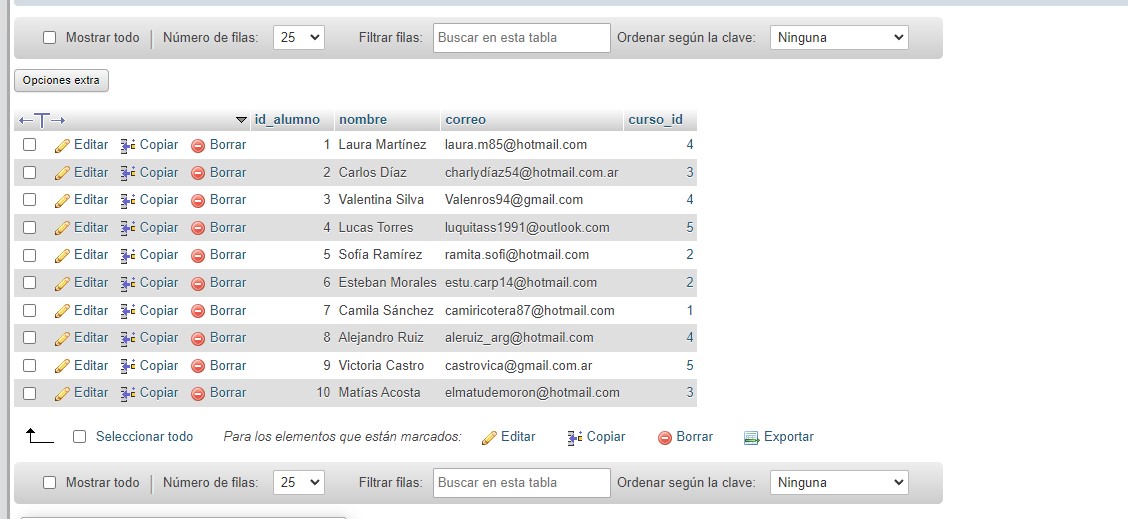 Mostrar todo | Número de filas: 25 Filtrar filas: Buscar en esta tabla Ordenar según la clave: Ninguna
Opciones extra
←T→ id_alumno nombre correo curso_id
Editar Copiar Borrar 1 Laura Martínez laura.m85@hotmail.com 4
Editar Copiar Borrar 2 Carlos Díaz charlydíaz54@hotmail.com.ar 3
Editar Copiar Borrar 3 Valentina Silva Valenros94@gmail.com 4
Editar Copiar Borrar 4 Lucas Torres luquitass1991@outlook.com 5
Editar Copiar Borrar 5 Sofía Ramírez ramita.sofi@hotmail.com 2
Editar Copiar Borrar 6 Esteban Morales estu.carp14@hotmail.com 2
Editar Copiar Borrar 7 Camila Sánchez camiricotera87@hotmail.com 1
Editar Copiar Borrar 8 Alejandro Ruiz aleruiz_arg@hotmail.com 4
Editar Copiar Borrar 9 Victoria Castro castrovica@gmail.com.ar 5
Editar Copiar Borrar 10 Matías Acosta elmatudemoron@hotmail.com 3
Seleccionar todo Para los elementos que están marcados: Editar Copiar Borrar Exportar
Mostrar todo | Número de filas: 25 Filtrar filas: Buscar en esta tabla Ordenar según la clave: Ninguna